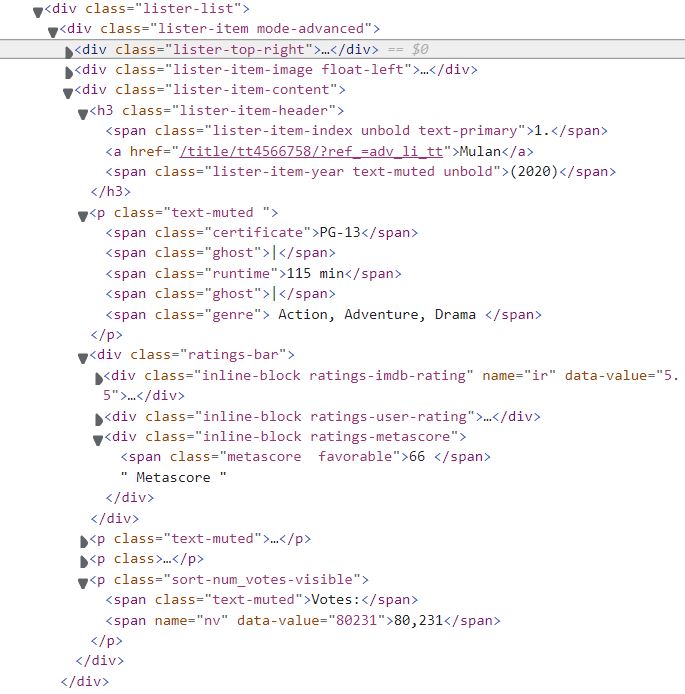 <div class="lister-list">
<div class="lister-item mode-advanced">
<div class="lister-top-right">…</div> == $0
<div class="lister-item-image float-left">…</div>
<div class="lister-item-content">
<h3 class="lister-item-header">
<span class="lister-item-index unbold text-primary">1.</span>
<a href="/title/tt4566758/?ref_=adv_li_tt">Mulan</a>
<span class="lister-item-year text-muted unbold">(2020)</span>
</h3>
<p class="text-muted ">
<span class="certificate">PG-13</span>
<span class="ghost">|</span>
<span class="runtime">115 min</span>
<span class="ghost">|</span>
<span class="genre"> Action, Adventure, Drama </span>
</p>
<div class="ratings-bar">
<div class="inline-block ratings-imdb-rating" name="ir" data-value="5.
5">…</div>
<div class="inline-block ratings-user-rating">…</div>
<div class="inline-block ratings-metascore">
<span class="metascore  favorable">66 </span>
" Metascore "
</div>
</div>
<p class="text-muted">…</p>
<p class>…</p>
<p class="sort-num_votes-visible">
<span class="text-muted">Votes:</span>
<span name="nv" data-value="80231">80,231</span>
</p>
</div>
</div>